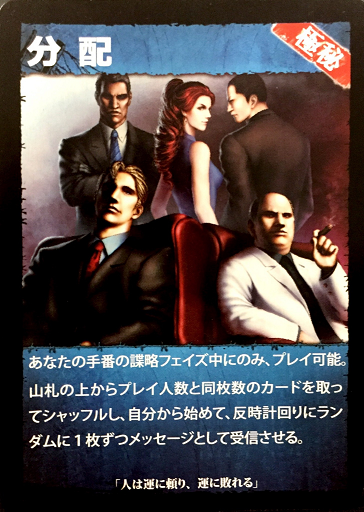 分配
極秘
あなたの手番の諜略フェイズ中にのみ、プレイ可能。
山札の上からプレイ人数と同枚数のカードを取っ
てシャッフルし、自分から始めて、反時計回りにラン
ダムに1枚ずつメッセージとして受信させる。
「人は運に頼り、運に敗れる」